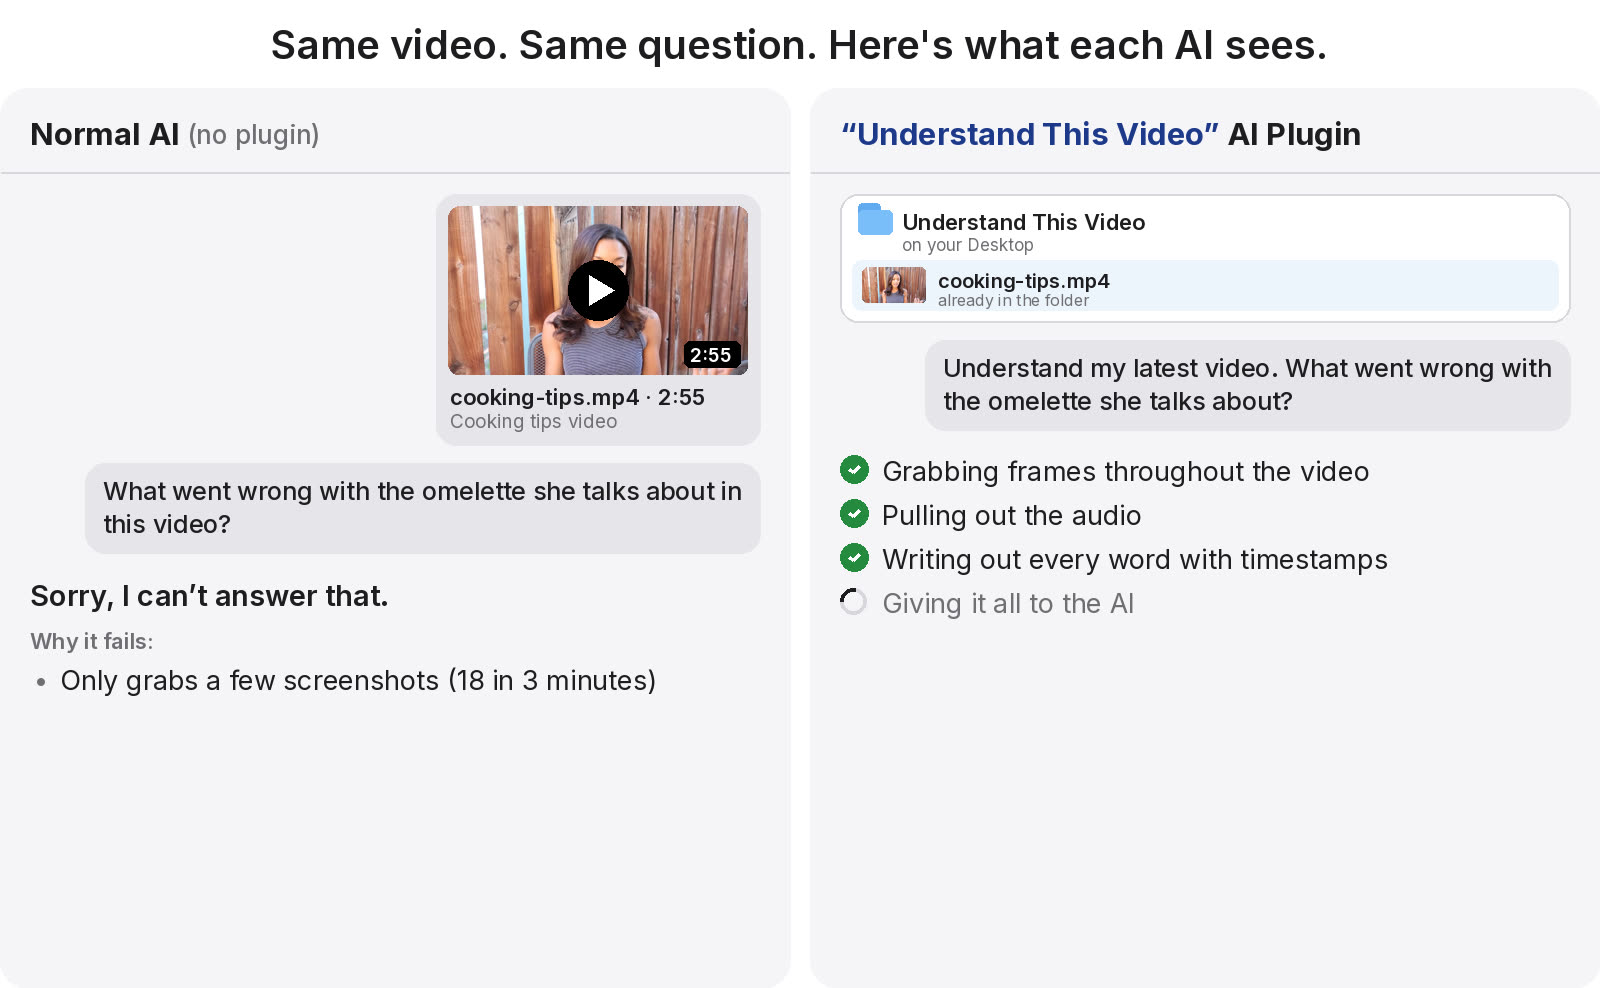 Same video. Same question. Here's what each AI sees.
Normal AI (no plugin)
2:55
cooking-tips.mp4 · 2:55
Cooking tips video
What went wrong with the omelette she talks about in
this video?
Sorry, I can’t answer that.
Why it fails:
• Only grabs a few screenshots (18 in 3 minutes)
“Understand This Video” AI Plugin
Understand This Video
on your Desktop
cooking-tips.mp4
already in the folder
Understand my latest video. What went wrong with
the omelette she talks about?
Grabbing frames throughout the video
Pulling out the audio
Writing out every word with timestamps
Giving it all to the AI